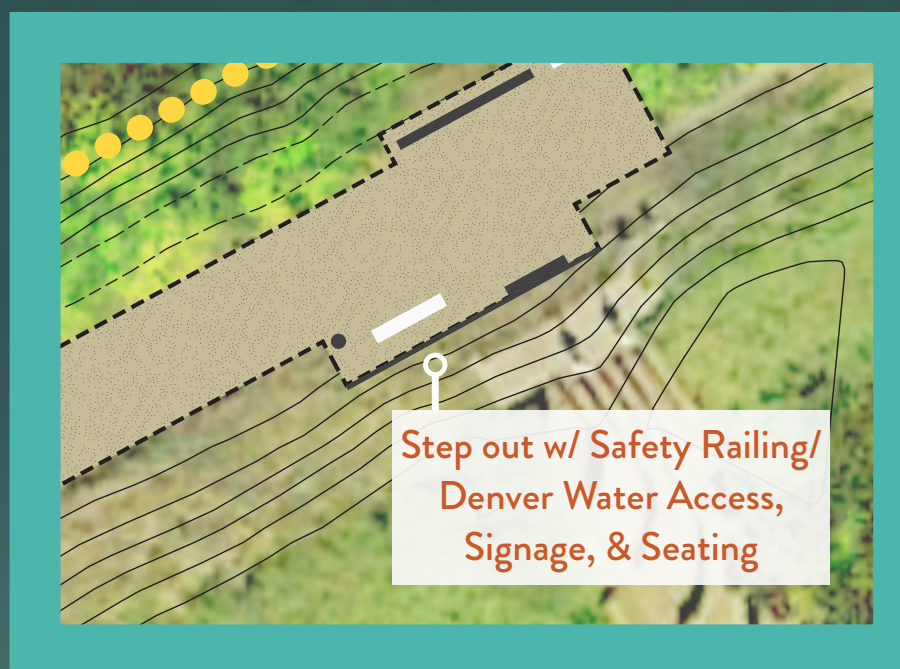 Step out w/ Safety Railing/
Denver Water Access,
Signage, & Seating